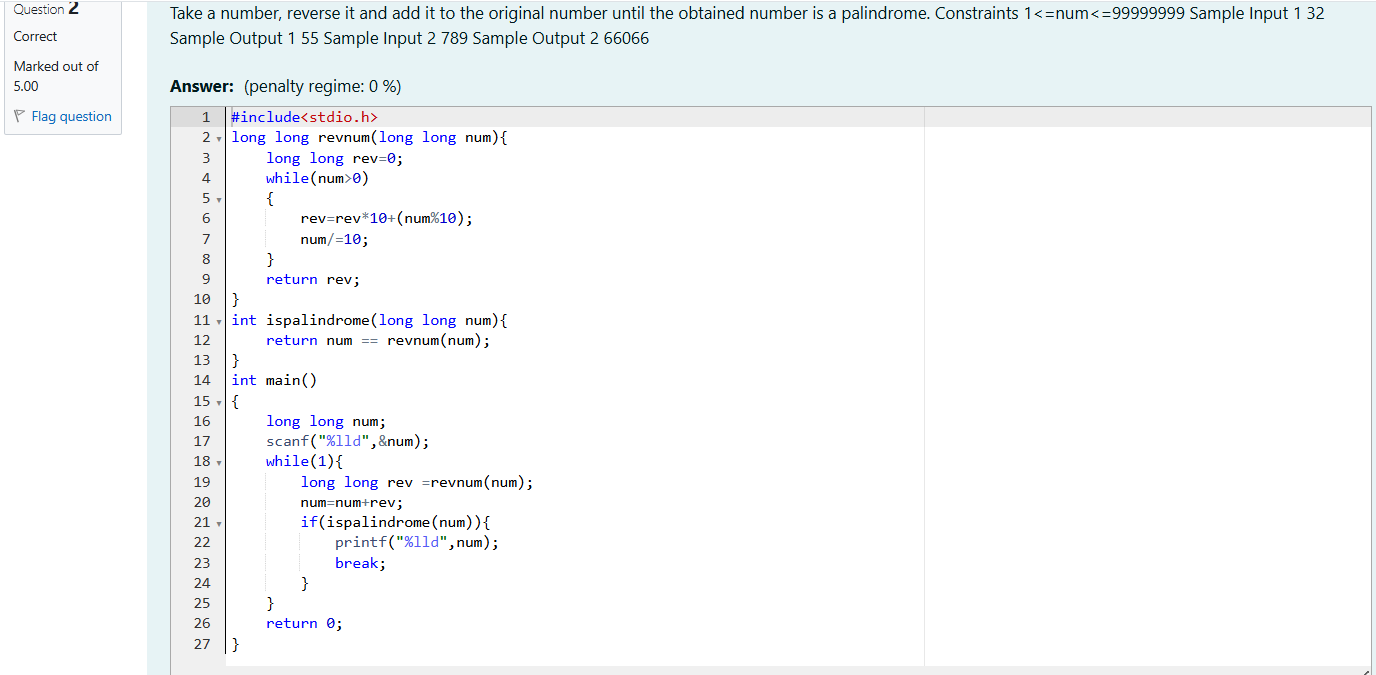 Question 2
Correct
Marked out of
5.00
Flag question
Take a number, reverse it and add it to the original number until the obtained number is a palindrome. Constraints 1<=num<=99999999 Sample Input 1 32
Sample Output 1 55 Sample Input 2 789 Sample Output 2 66066
Answer: (penalty regime: 0 %)
1 #include<stdio.h>
2 long long revnum(long long num){
3     long long rev=0;
4     while(num>0)
5     {
6         rev=rev*10+(num%10);
7         num/=10;
8     }
9     return rev;
10 }
11 int ispalindrome(long long num){
12     return num == revnum(num);
13 }
14 int main()
15 {
16     long long num;
17     scanf("%lld",&num);
18     while(1){
19         long long rev =revnum(num);
20         num=num+rev;
21         if(ispalindrome(num)){
22             printf("%lld",num);
23             break;
24         }
25     }
26     return 0;
27 }